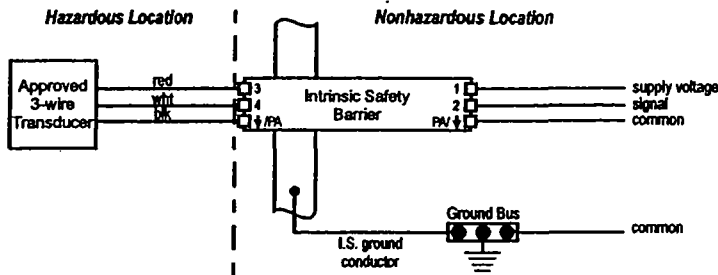 Hazardous Location
Nonhazardous Location
Approved
3-wire
Transducer
red
wht
blk
3
4
/PA
Intrinsic Safety
Barrier
1
2
PA/
supply voltage
signal
common
Ground Bus
I.S. ground
conductor
common